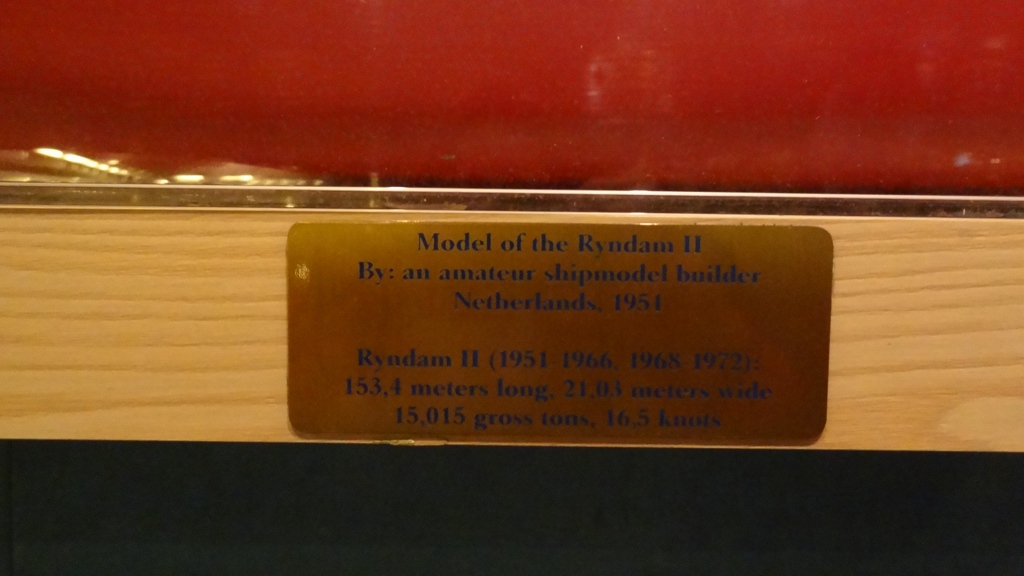 Model of the Ryndam II
By: an amateur shipmodel builder
Netherlands, 1951
Ryndam II (1951-1966, 1968-1972):
153,4 meters long, 21,03 meters wide
15,015 gross tons, 16,5 knots